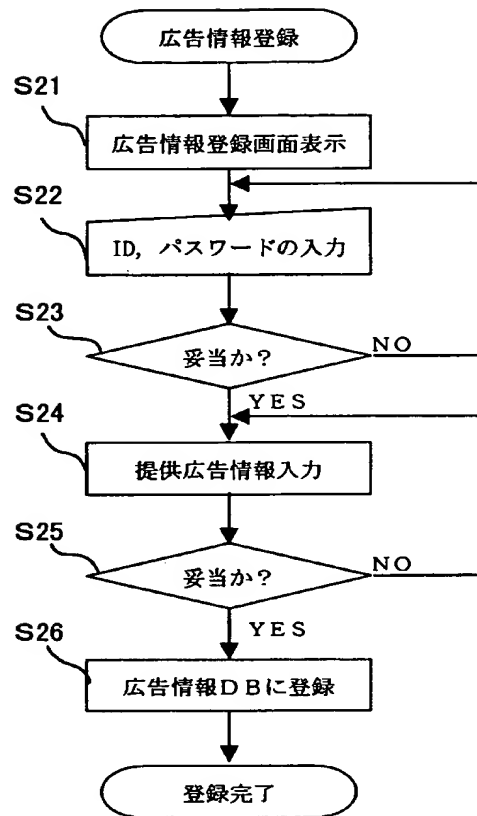 広告情報登録
S21
広告情報登録画面表示
S22
ID, パスワードの入力
S23
妥当か?
NO
YES
S24
提供広告情報入力
S25
妥当か?
NO
YES
S26
広告情報DBに登録
登録完了